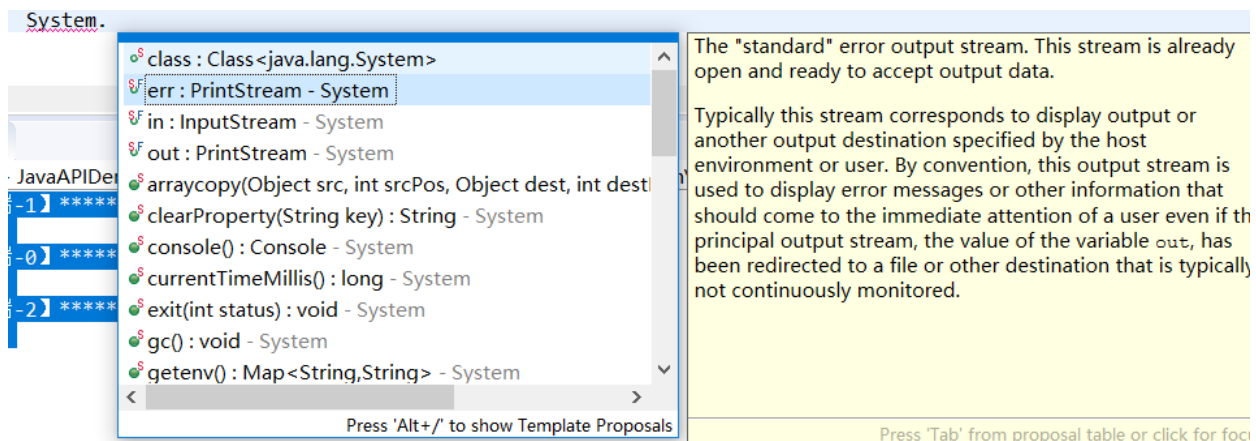 System.
class : Class<java.lang.System>
err : PrintStream - System
in : InputStream - System
out : PrintStream - System
arraycopy(Object src, int srcPos, Object dest, int destl
clearProperty(String key) : String - System
console() : Console - System
currentTimeMillis() : long - System
exit(int status) : void - System
gc() : void - System
getenv() : Map<String,String> - System
Press 'Alt+/' to show Template Proposals
The "standard" error output stream. This stream is already
open and ready to accept output data.
Typically this stream corresponds to display output or
another output destination specified by the host
environment or user. By convention, this output stream is
used to display error messages or other information that
should come to the immediate attention of a user even if th
principal output stream, the value of the variable out, has
been redirected to a file or other destination that is typically
not continuously monitored.
Press 'Tab' from proposal table or click for focu
JavaAPIDe
-1】*****
-0】*****
-2】*****